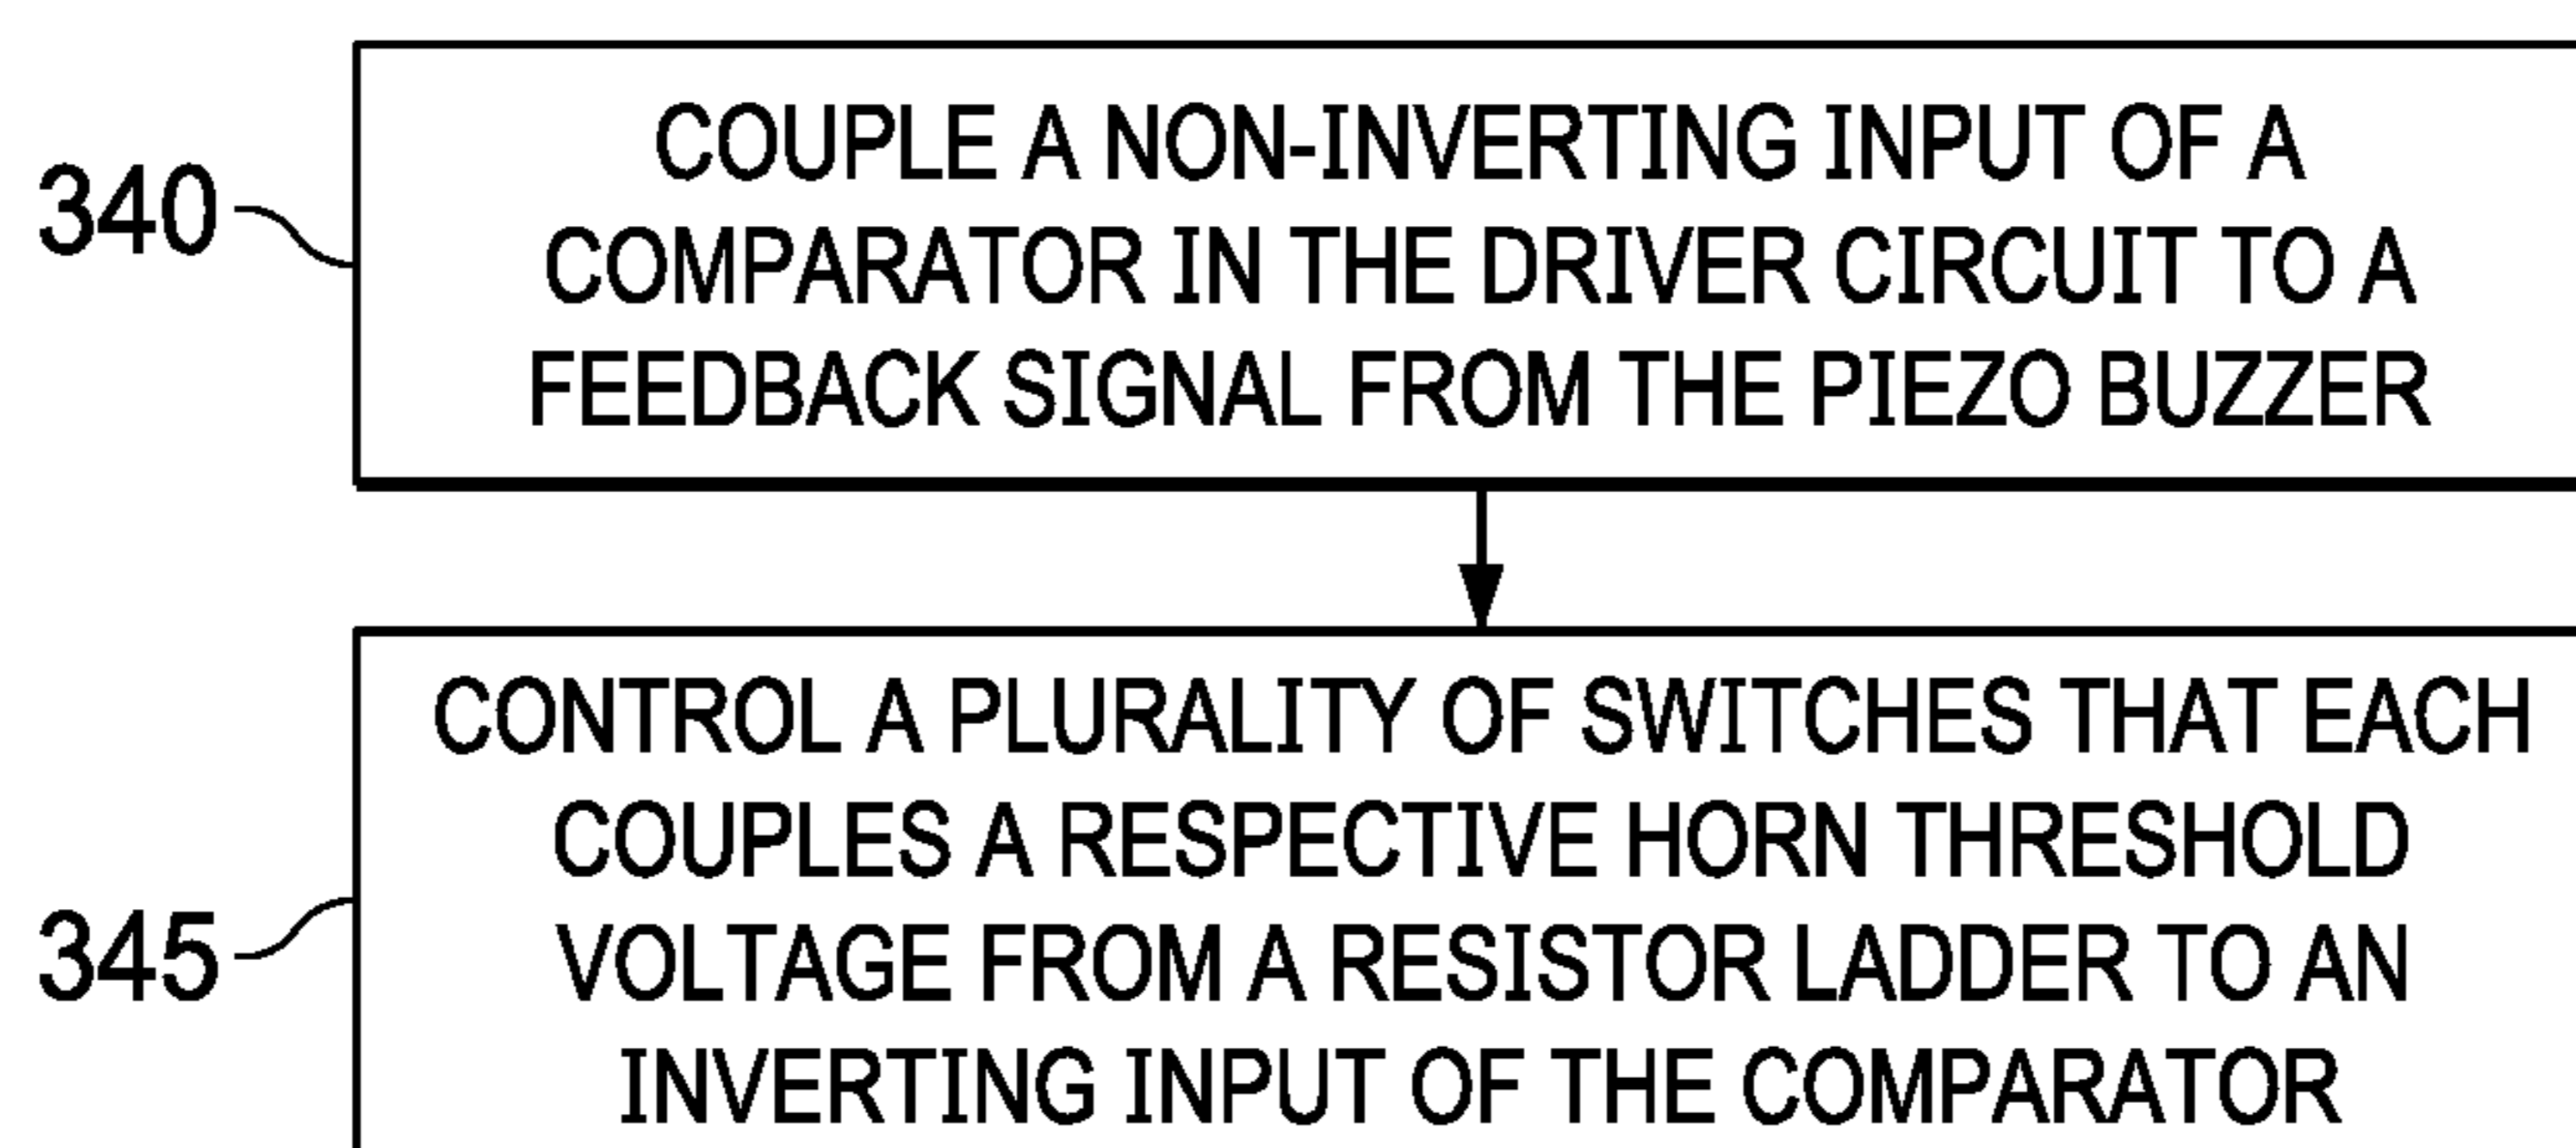 340
COUPLE A NON-INVERTING INPUT OF A
COMPARATOR IN THE DRIVER CIRCUIT TO A
FEEDBACK SIGNAL FROM THE PIEZO BUZZER
345
CONTROL A PLURALITY OF SWITCHES THAT EACH
COUPLES A RESPECTIVE HORN THRESHOLD
VOLTAGE FROM A RESISTOR LADDER TO AN
INVERTING INPUT OF THE COMPARATOR